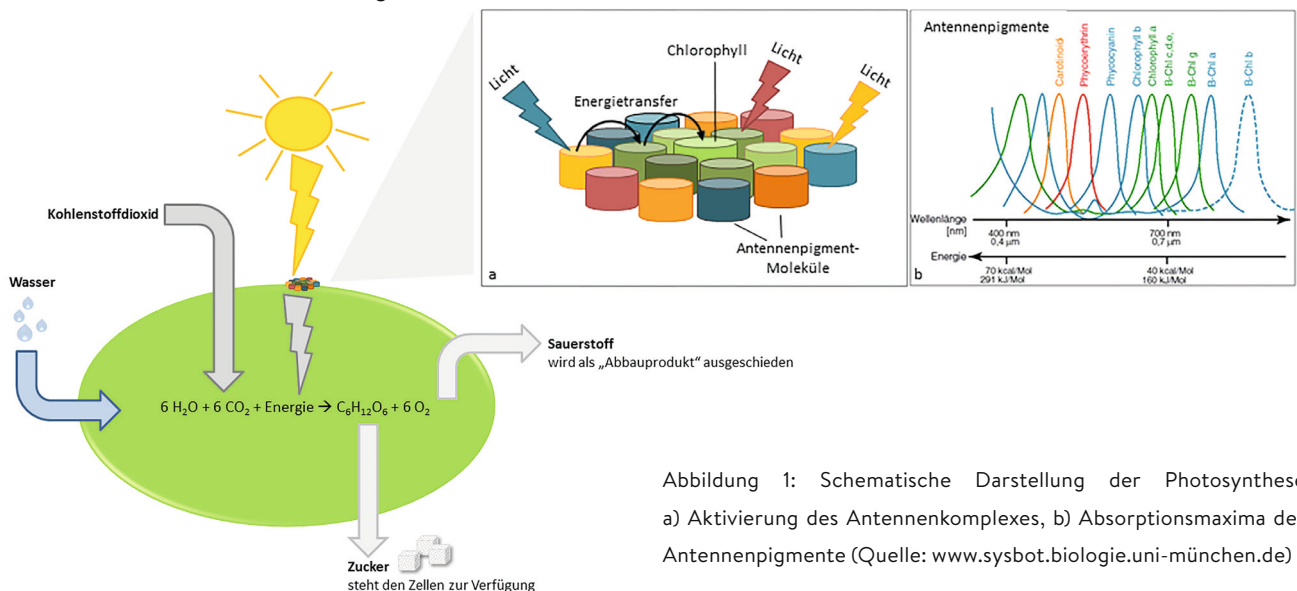 Kohlenstoffdioxid
Wasser
6 H₂O + 6 CO₂ + Energie → C₆H₁₂O₆ + 6 O₂
Sauerstoff
wird als „Abbauprodukt“ ausgeschieden
Zucker
steht den Zellen zur Verfügung
Licht
Energietransfer
Chlorophyll
Licht
Licht
Antennenpigment-
Moleküle
a
Antennenpigmente
Carotinoid
Phycoerythrin
Phycocyanin
Chlorophyll b
Chlorophyll a
B-Chl c,d,e,
B-Chl g
B-Chl a
B-Chl b
Wellenlänge
[nm]
400 nm
0,4 µm
700 nm
0,7 µm
Energie
70 kcal/Mol
291 kJ/Mol
40 kcal/Mol
160 kJ/Mol
b
Abbildung 1: Schematische Darstellung der Photosynthese
a) Aktivierung des Antennenkomplexes, b) Absorptionsmaxima de
Antennenpigmente (Quelle: www.sysbot.biologie.uni-münchen.de)